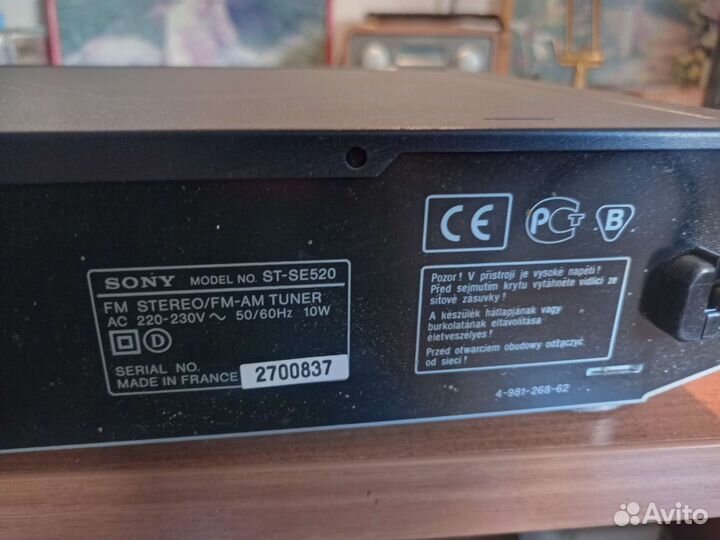 SONY MODEL NO. ST-SE520
FM STEREO/FM-AM TUNER
AC 220-230V ~ 50/60Hz 10W
D
SERIAL NO. 2700837
MADE IN FRANCE
CE PCT B
Pozor! V přístroji je vysoké napětí!
Před sejmutím krytu vytáhněte vidlici ze
síťové zásuvky!
A készülék hátlapjának vagy
burkolatának eltávolítása
életveszélyes!
Przed otwarciem obudowy odłączyć
od sieci!
4-981-268-62
Avito